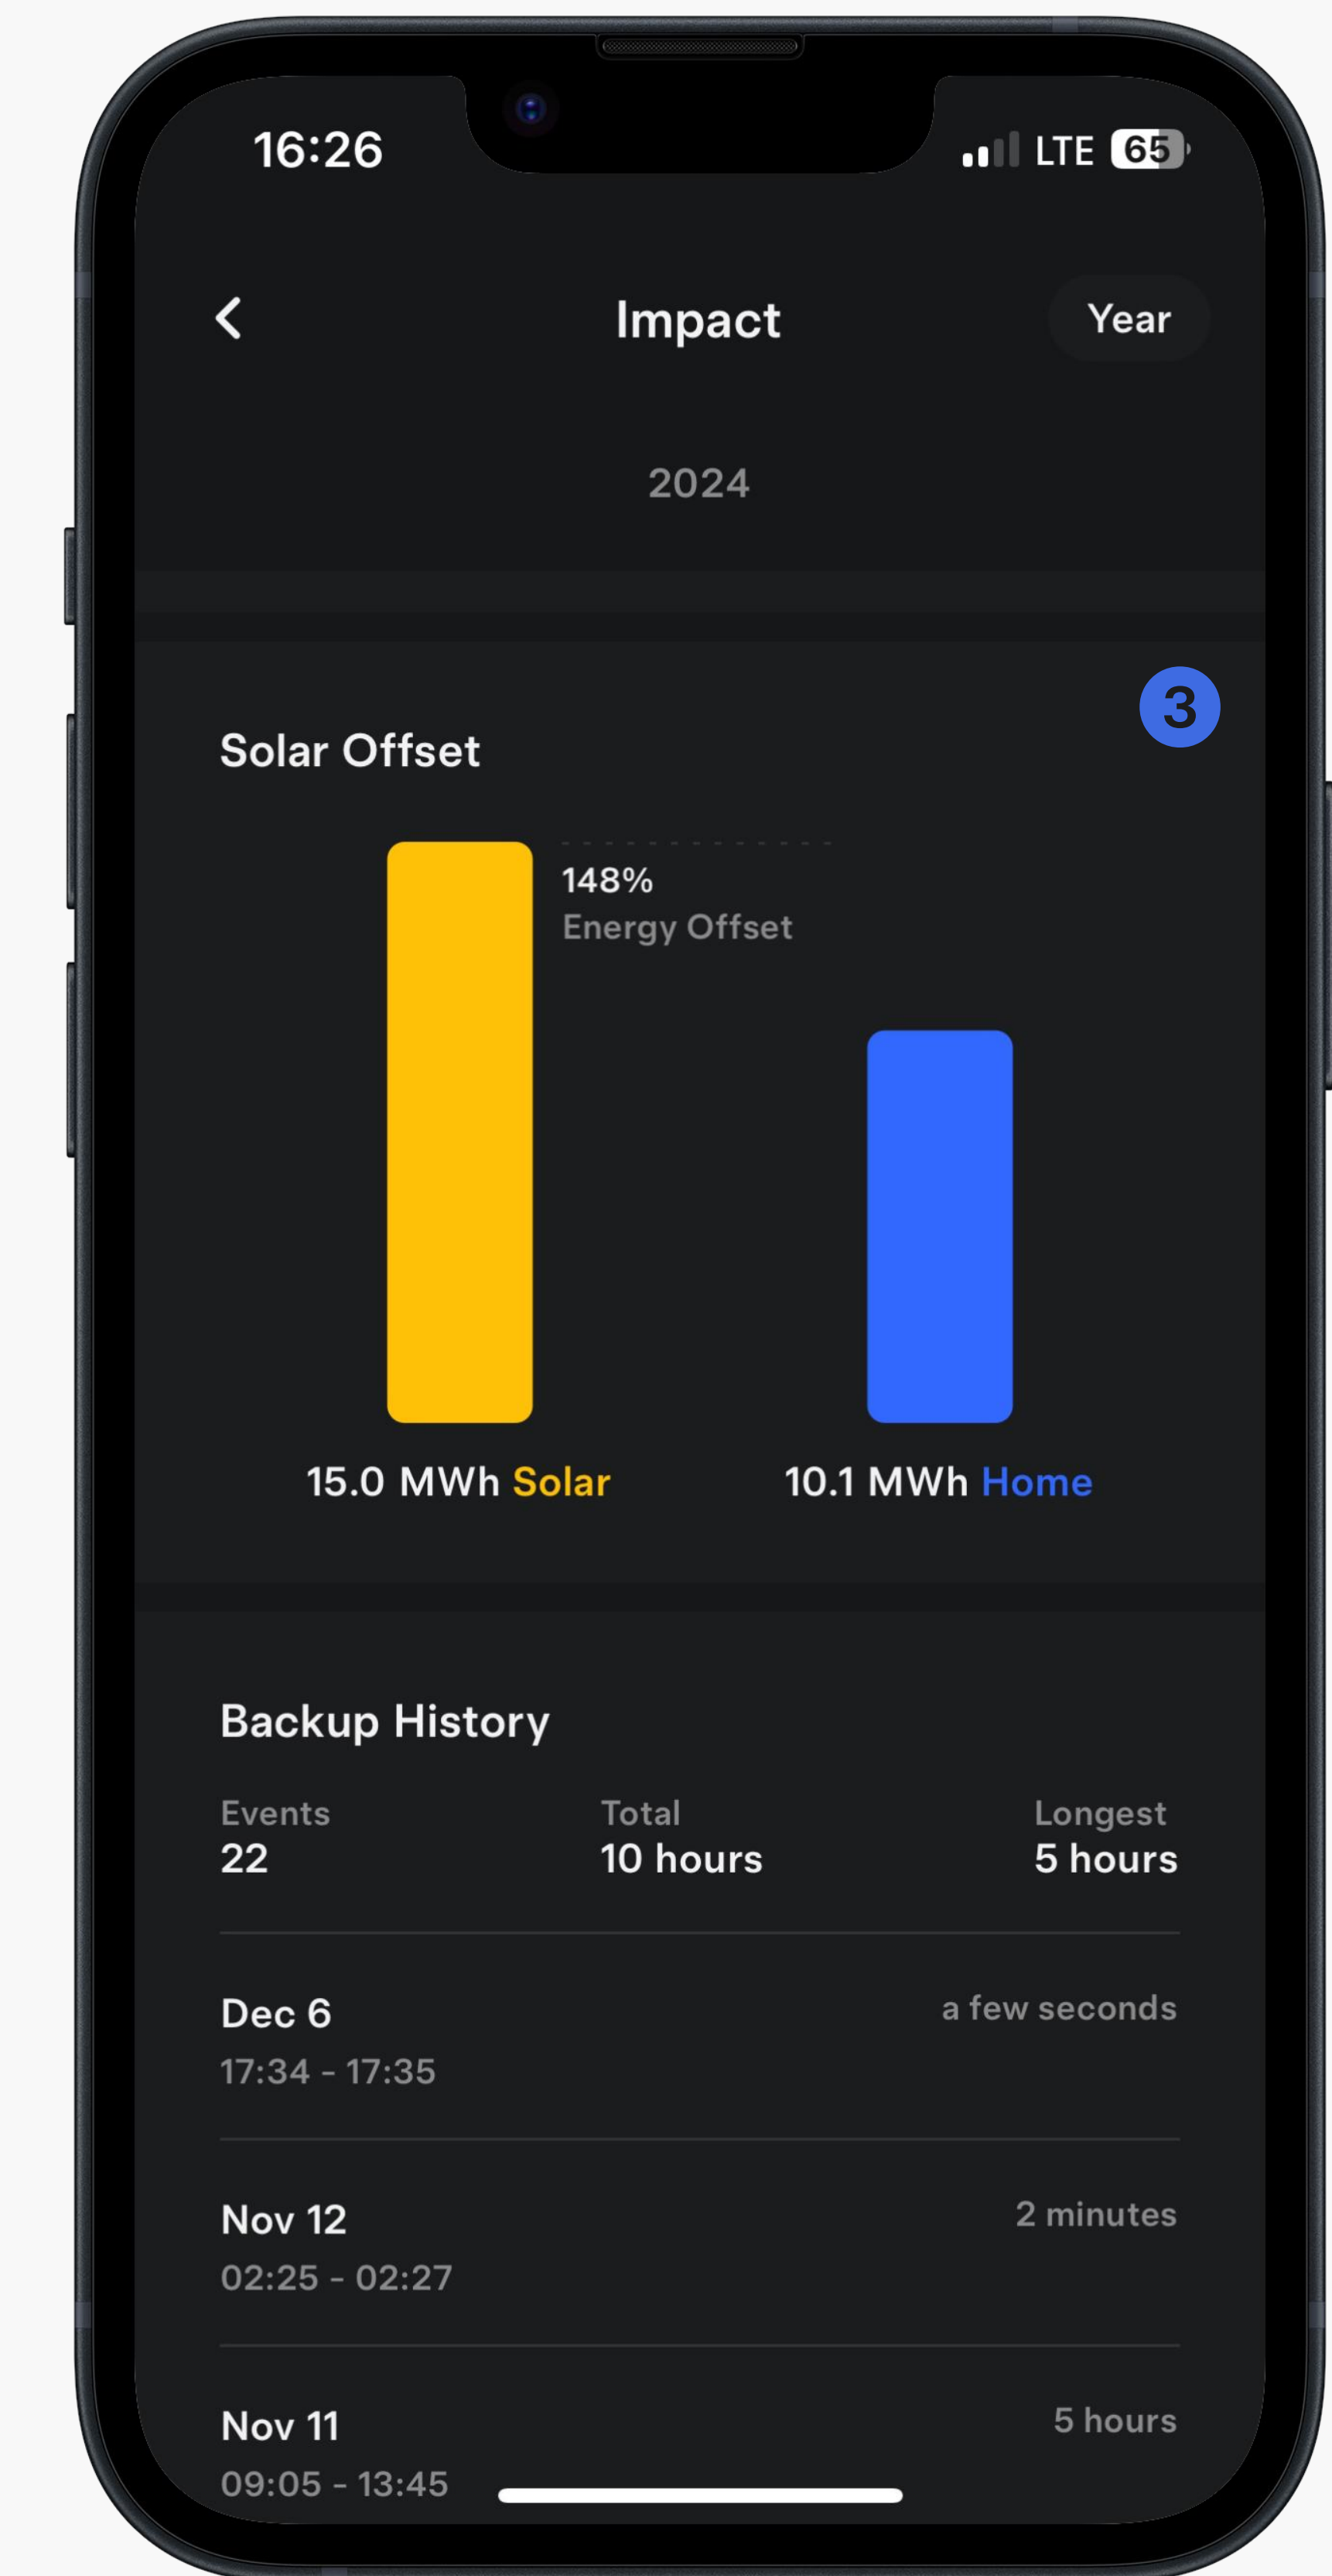 16:26
LTE 65
Impact
Year
2024
3
Solar Offset
148%
Energy Offset
15.0 MWh Solar
10.1 MWh Home
Backup History
Events
22
Total
10 hours
Longest
5 hours
Dec 6
a few seconds
17:34 - 17:35
Nov 12
2 minutes
02:25 - 02:27
Nov 11
5 hours
09:05 - 13:45